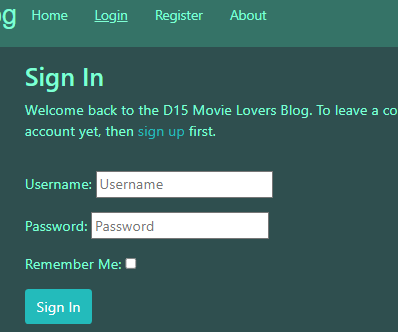 og Home Login Register About
Sign In
Welcome back to the D15 Movie Lovers Blog. To leave a co
account yet, then sign up first.
Username: Username
Password: Password
Remember Me:
Sign In